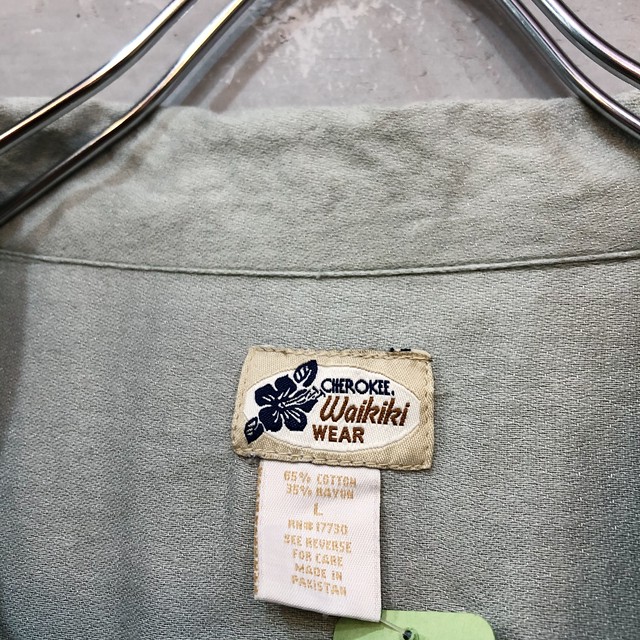 CHEROKEE.
Waikiki
WEAR
65% COTTON
35% RAYON
L
RN# 17730
SEE REVERSE
FOR CARE
MADE IN
PAKISTAN